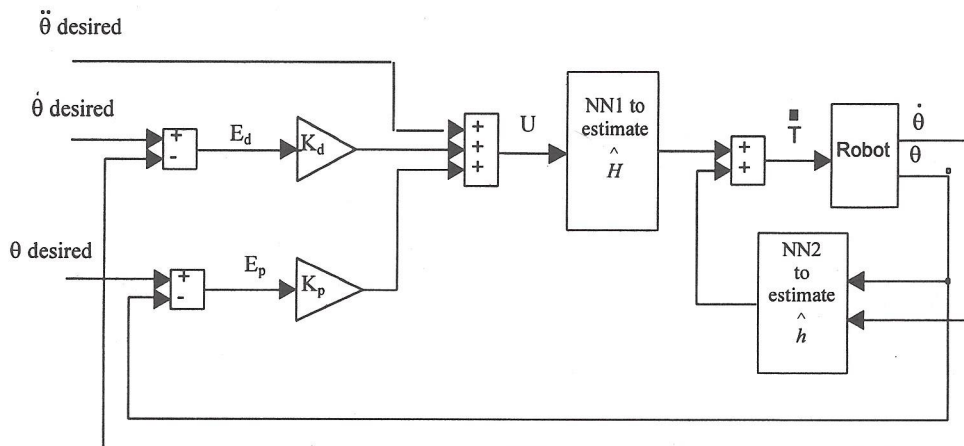 θ̈ desired
θ̇ desired
+
-
E_d
K_d
+
+
+
U
NN1 to
estimate
^
H
+
+
T
Robot
θ̇
θ
θ desired
+
-
E_p
K_p
NN2
to
estimate
^
h